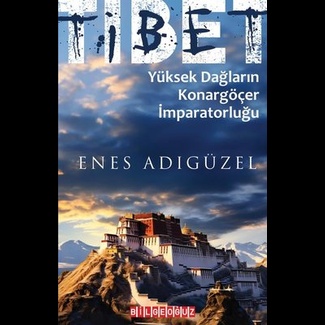 TİBET
Yüksek Dağların
Konargöçer
İmparatorluğu
ENES ADIGÜZEL
BİLGEOĞUZ